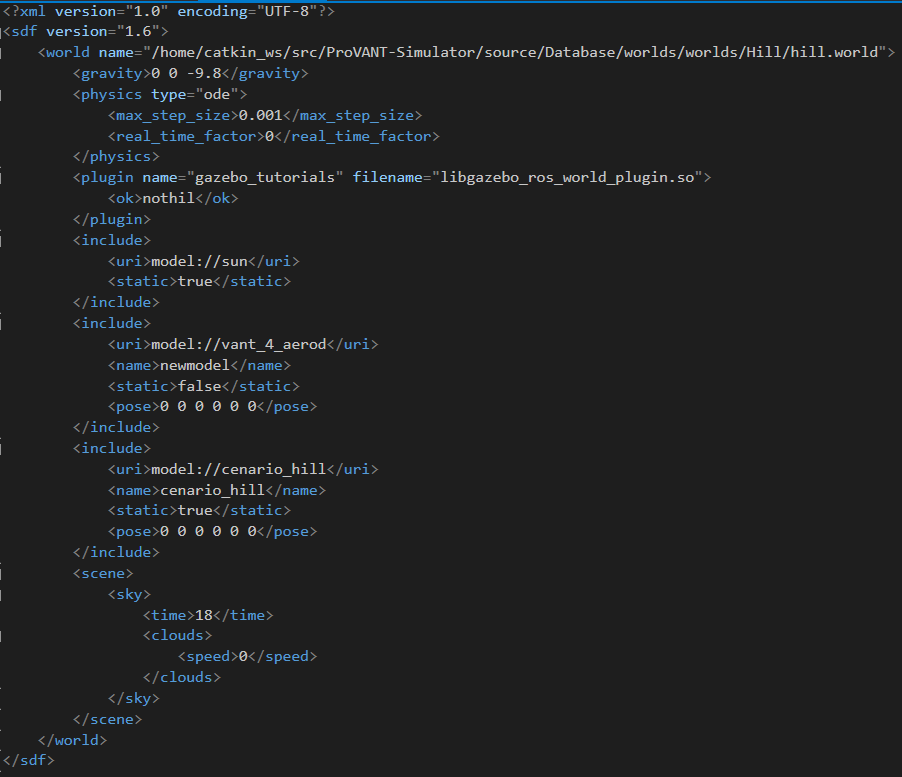 <?xml version="1.0" encoding="UTF-8"?>
<sdf version="1.6">
<world name="/home/catkin_ws/src/ProVANT-Simulator/source/Database/worlds/worlds/Hill/hill.world">
<gravity>0 0 -9.8</gravity>
<physics type="ode">
<max_step_size>0.001</max_step_size>
<real_time_factor>0</real_time_factor>
</physics>
<plugin name="gazebo_tutorials" filename="libgazebo_ros_world_plugin.so">
<ok>nothil</ok>
</plugin>
<include>
<uri>model://sun</uri>
<static>true</static>
</include>
<include>
<uri>model://vant_4_aerod</uri>
<name>newmodel</name>
<static>false</static>
<pose>0 0 0 0 0 0</pose>
</include>
<include>
<uri>model://cenario_hill</uri>
<name>cenario_hill</name>
<static>true</static>
<pose>0 0 0 0 0 0</pose>
</include>
<scene>
<sky>
<time>18</time>
<clouds>
<speed>0</speed>
</clouds>
</sky>
</scene>
</world>
</sdf>